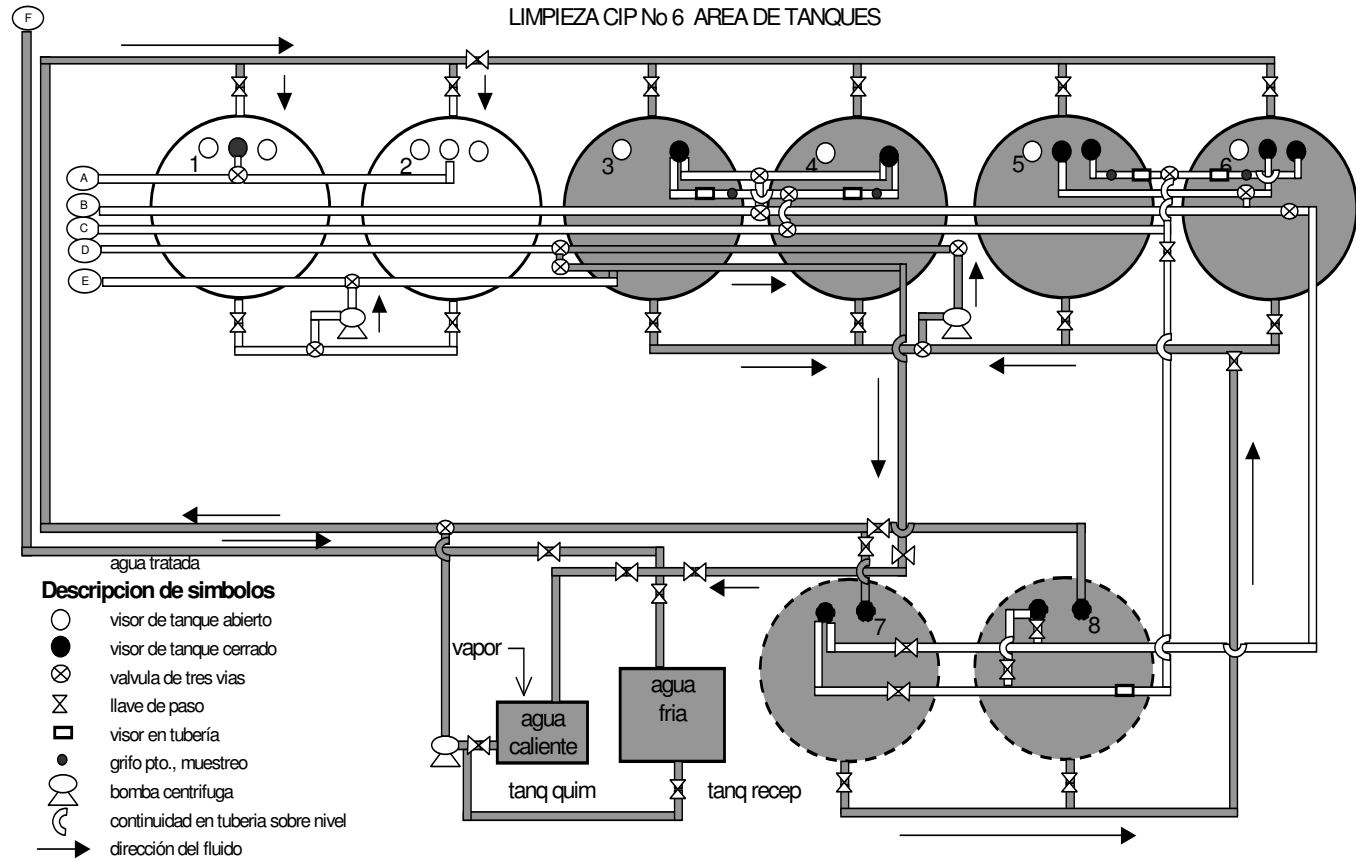 F
LIMPIEZA CIP No 6 AREA DE TANQUES
1
2
3
4
5
6
A
B
C
D
E
agua tratada
Descripcion de simbolos
visor de tanque abierto
visor de tanque cerrado
valvula de tres vias
llave de paso
visor en tubería
grifo pto., muestreo
bomba centrifuga
continuidad en tuberia sobre nivel
dirección del fluido
vapor
agua caliente
agua fria
tanq quim
tanq recep
7
8